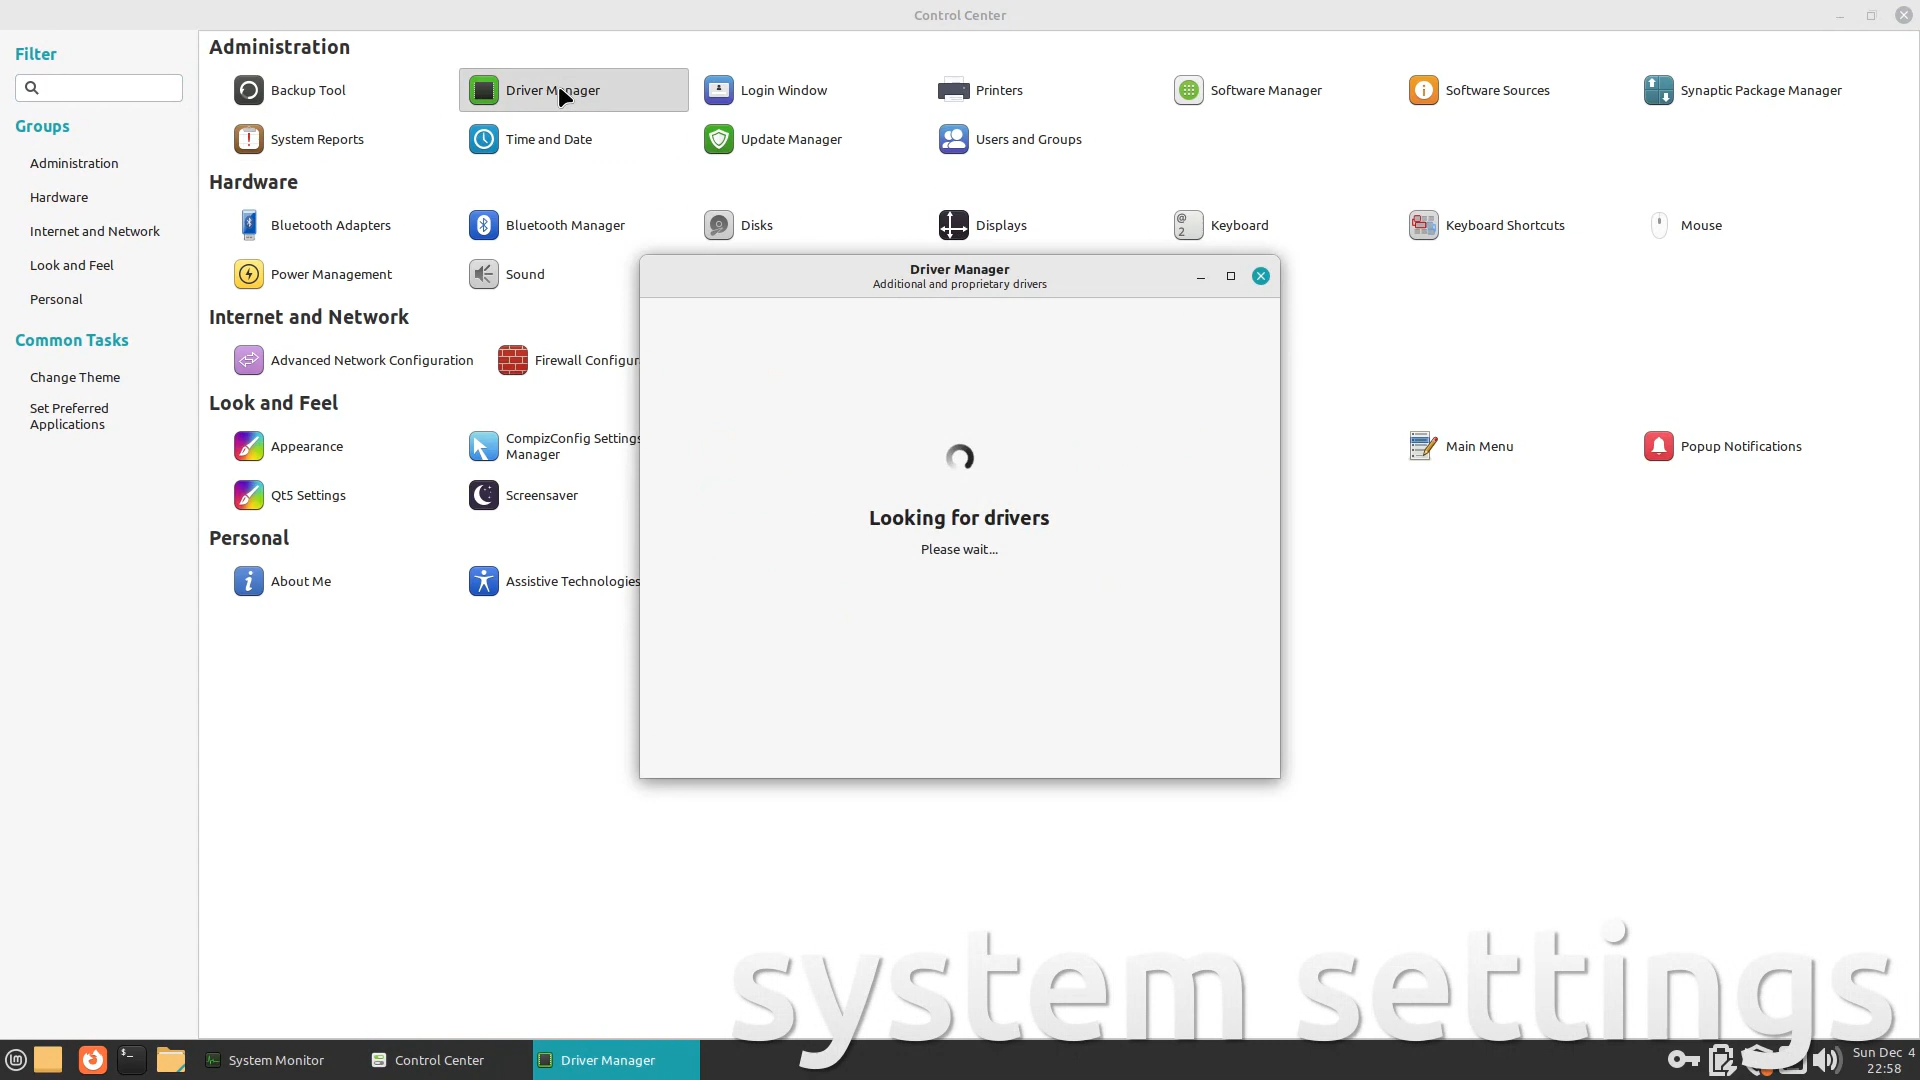 Control Center
Filter
Groups
Administration
Hardware
Internet and Network
Look and Feel
Personal
Common Tasks
Change Theme
Set Preferred
Applications
Administration
Backup Tool
Driver Manager
Login Window
Printers
Software Manager
Software Sources
Synaptic Package Manager
System Reports
Time and Date
Update Manager
Users and Groups
Hardware
Bluetooth Adapters
Bluetooth Manager
Disks
Displays
Keyboard
Keyboard Shortcuts
Mouse
Power Management
Sound
Internet and Network
Advanced Network Configuration
Firewall Configur
Look and Feel
Appearance
CompizConfig Settings
Manager
Main Menu
Popup Notifications
Qt5 Settings
Screensaver
Personal
About Me
Assistive Technologies
Driver Manager
Additional and proprietary drivers
Looking for drivers
Please wait...
system settings
System Monitor
Control Center
Driver Manager
Sun Dec 4
22:58